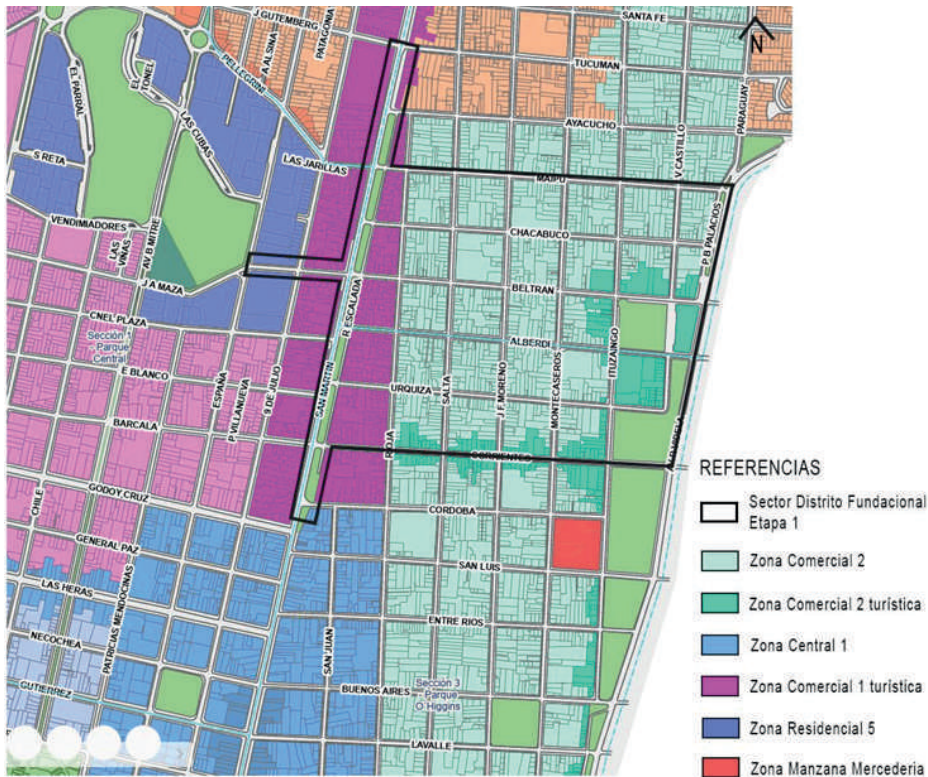 SANTA FE
J GUTEMBERG
PATAGONIA
A ALSINA
N
TUCUMAN
PELLEGRINI
EL TONEL
EL PARRAL
LAS CUBAS
PARAGUAY
AYACUCHO
V CASTILLO
S RETA
LAS JARILLAS
MAIPU
P B PALACIOS
VENDIMIADORES
LAS VIÑAS
AV. B MITRE
CHACABUCO
J A MAZA
BELTRAN
CNEL PLAZA
R. ESCALADA
ALBERDI
ITUZAINGO
Sección 1
- Parque
Central
E BLANCO
ESPAÑA
P VILLANUEVA
9 DE JULIO
SAN MARTIN
URQUIZA
SALTA
J F MORENO
MONTECASEROS
BARCALA
RIOJA
CORRIENTES
REFERENCIAS
Sector Distrito Fundacional
Etapa 1
Zona Comercial 2
Zona Comercial 2 turística
Zona Central 1
Zona Comercial 1 turística
Zona Residencial 5
Zona Manzana Mercederia
GODOY CRUZ
CHILE
CORDOBA
GENERAL PAZ
SAN LUIS
LAS HERAS
PATRICIAS MENDOCINAS
NECOCHEA
ENTRE RIOS
SAN JUAN
GUTIERREZ
BUENOS AIRES
Sección 3
- Parque
O Higgins
LAVALLE